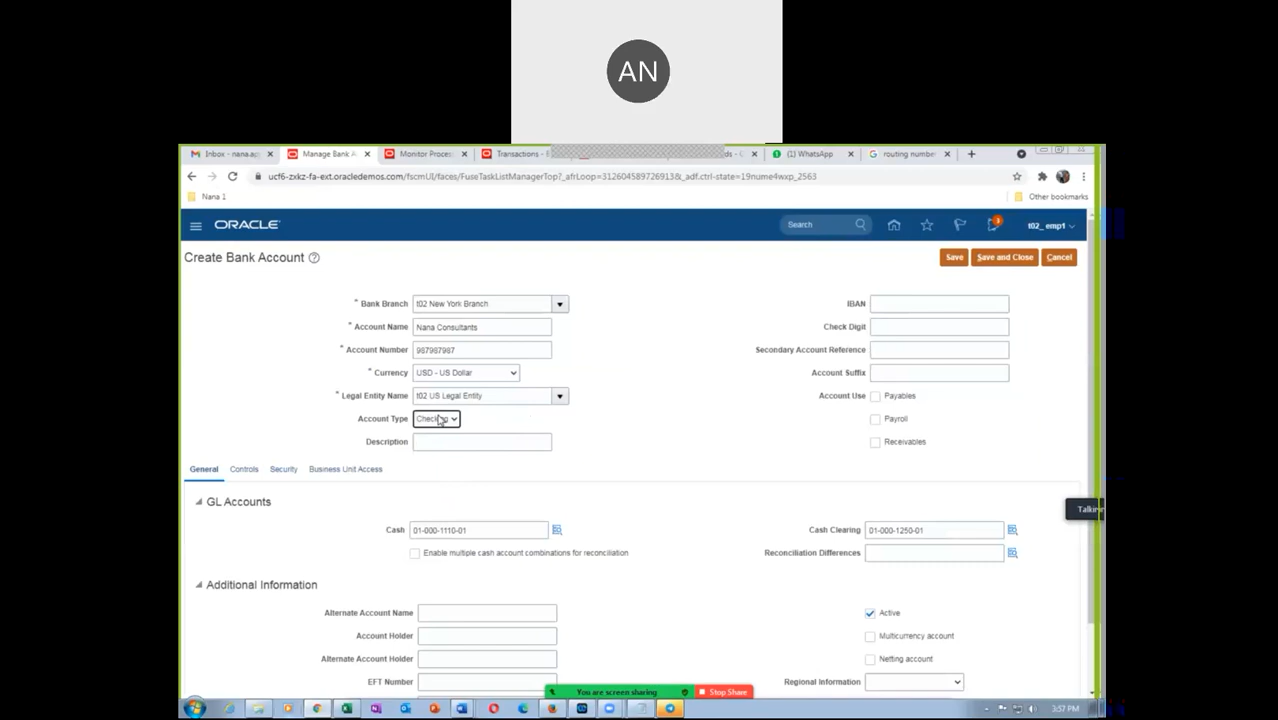 AN
Inbox - nana.ap
Manage Bank A
Monitor Proce
Transactions - 
WhatsApp
routing numbe
ucf6-zxkz-fa-ext.oracledemos.com/fscmUI/faces/FuseTaskListManagerTop?_afrLoop=312604589726913&_adf.ctrl-state=19nume4wxp_2563
Nana 1
Other bookmarks
ORACLE
Search
3
t02_emp1
Create Bank Account
Save
Save and Close
Cancel
* Bank Branch t02 New York Branch
IBAN
* Account Name Nana Consultants
Check Digit
* Account Number 987987987
Secondary Account Reference
* Currency USD - US Dollar
Account Suffix
* Legal Entity Name t02 US Legal Entity
Account Use Payables
Account Type
Payroll
Description
Receivables
General Controls Security Business Unit Access
GL Accounts
Cash 01-000-1110-01
Cash Clearing 01-000-1250-01
Enable multiple cash account combinations for reconciliation
Reconciliation Differences
Talkin
Additional Information
Alternate Account Name
Active
Account Holder
Multicurrency account
Alternate Account Holder
Netting account
EFT Number
Regional Information
You are screen sharing
Stop Share
3:57 PM